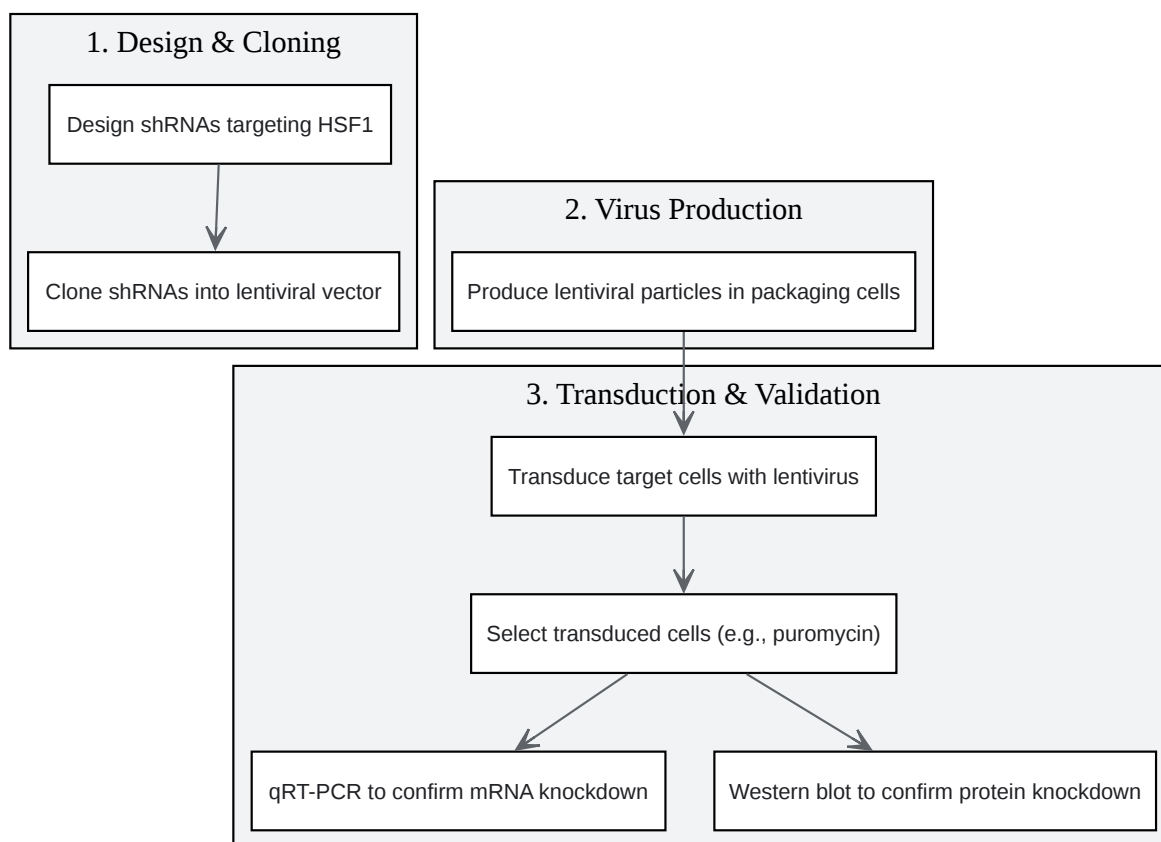 1. Design & Cloning
Design shRNAs targeting HSF1
Clone shRNAs into lentiviral vector
2. Virus Production
Produce lentiviral particles in packaging cells
3. Transduction & Validation
Transduce target cells with lentivirus
Select transduced cells (e.g., puromycin)
qRT-PCR to confirm mRNA knockdown
Western blot to confirm protein knockdown